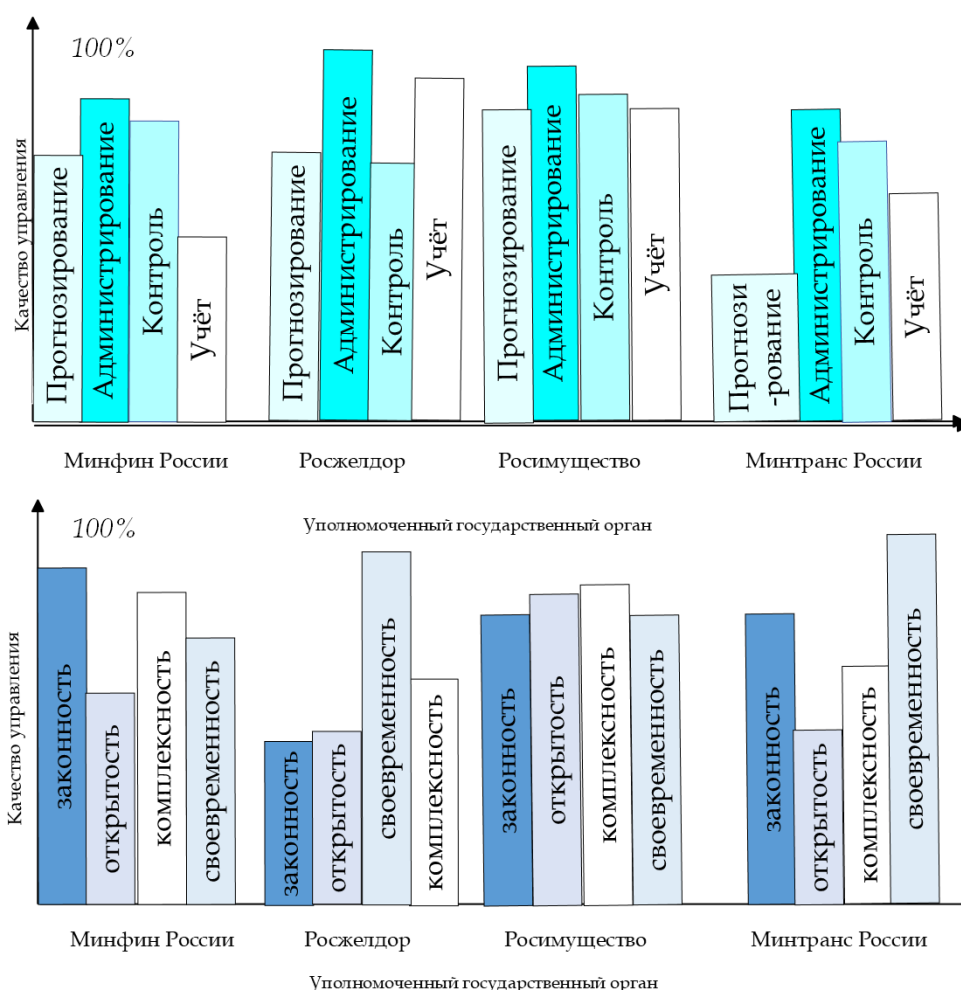 100%
Качество управления
Прогнозирование
Администрирование
Контроль
Учёт
Прогнозирование
Администрирование
Контроль
Учёт
Прогнозирование
Администрирование
Контроль
Учёт
Прогнози
-рование
Администрирование
Контроль
Учёт
Минфин России
Росжелдор
Росимущество
Минтранс России
Уполномоченный государственный орган
100%
Качество управления
законность
открытость
комплексность
своевременность
законность
открытость
своевременность
комплексность
законность
открытость
комплексность
своевременность
законность
открытость
комплексность
своевременность
Минфин России
Росжелдор
Росимущество
Минтранс России
Уполномоченный государственный орган